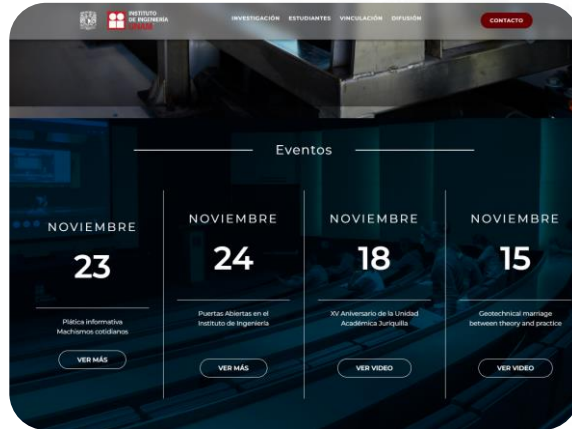 INSTITUTO
DE INGENIERÍA
UNAM
INVESTIGACIÓN ESTUDIANTES VINCULACIÓN DIFUSIÓN
CONTACTO
Eventos
NOVIEMBRE
23
Plática informativa
Machismos cotidianos
VER MÁS
NOVIEMBRE
24
Puertas Abiertas en el
Instituto de Ingeniería
VER MÁS
NOVIEMBRE
18
XV Aniversario de la Unidad
Académica Juriquilla
VER VIDEO
NOVIEMBRE
15
Geotechnical marriage
between theory and practice
VER VIDEO